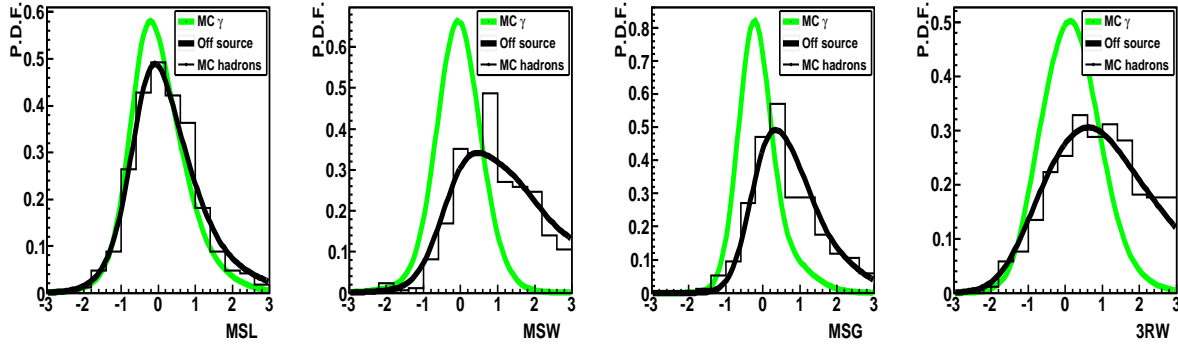 P.D.F.
0.6
0.5
0.4
0.3
0.2
0.1
0
-3 -2 -1 0 1 2 3
MSL
MC γ
Off source
MC hadrons
P.D.F.
0.6
0.5
0.4
0.3
0.2
0.1
0
-3 -2 -1 0 1 2 3
MSW
MC γ
Off source
MC hadrons
P.D.F.
0.8
0.7
0.6
0.5
0.4
0.3
0.2
0.1
0
-3 -2 -1 0 1 2 3
MSG
MC γ
Off source
MC hadrons
P.D.F.
0.5
0.4
0.3
0.2
0.1
0
-3 -2 -1 0 1 2 3
3RW
MC γ
Off source
MC hadrons